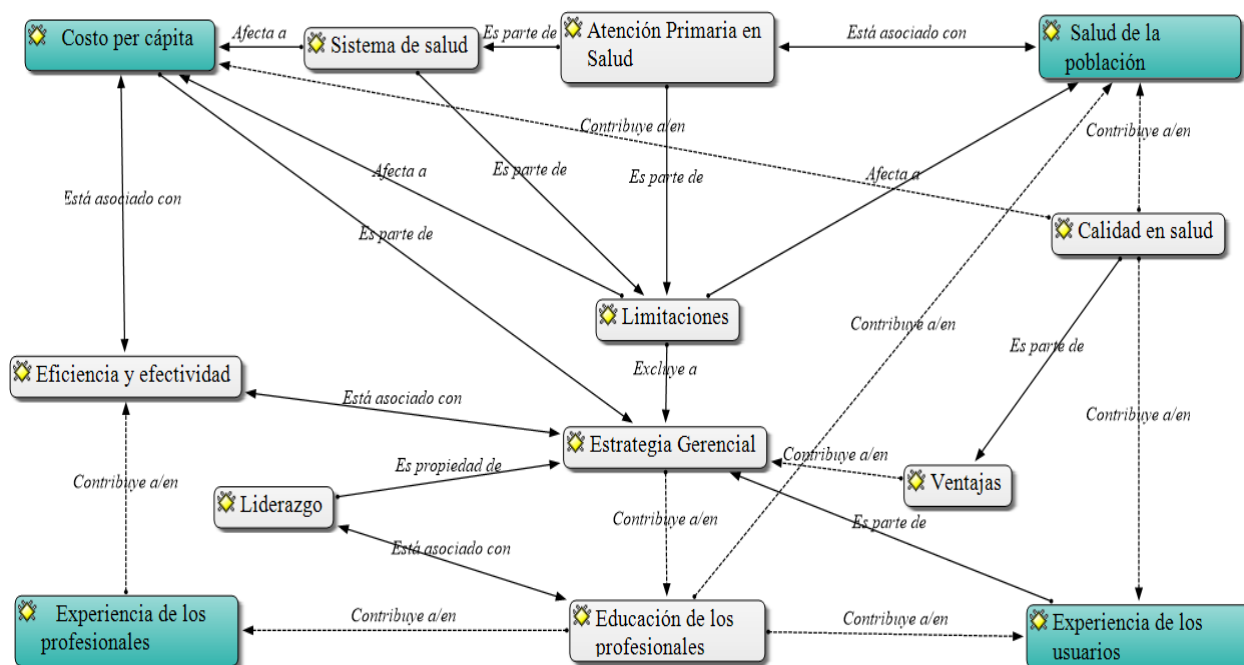 Costo per cápita
Afecta a
Sistema de salud
Es parte de
Atención Primaria en
Salud
Está asociado con
Salud de la
población
Contribuye a/en
Contribuye a/en
Afecta a
Es parte de
Es parte de
Afecta a
Está asociado con
Es parte de
Calidad en salud
Limitaciones
Contribuye a/en
Es parte de
Excluye a
Eficiencia y efectividad
Está asociado con
Contribuye a/en
Estrategia Gerencial
Contribuye a/en
Es propiedad de
Ventajas
Contribuye a/en
Liderazgo
Contribuye a/en
Es parte de
Está asociado con
Experiencia de los
profesionales
Contribuye a/en
Educación de los
profesionales
Contribuye a/en
Experiencia de los
usuarios